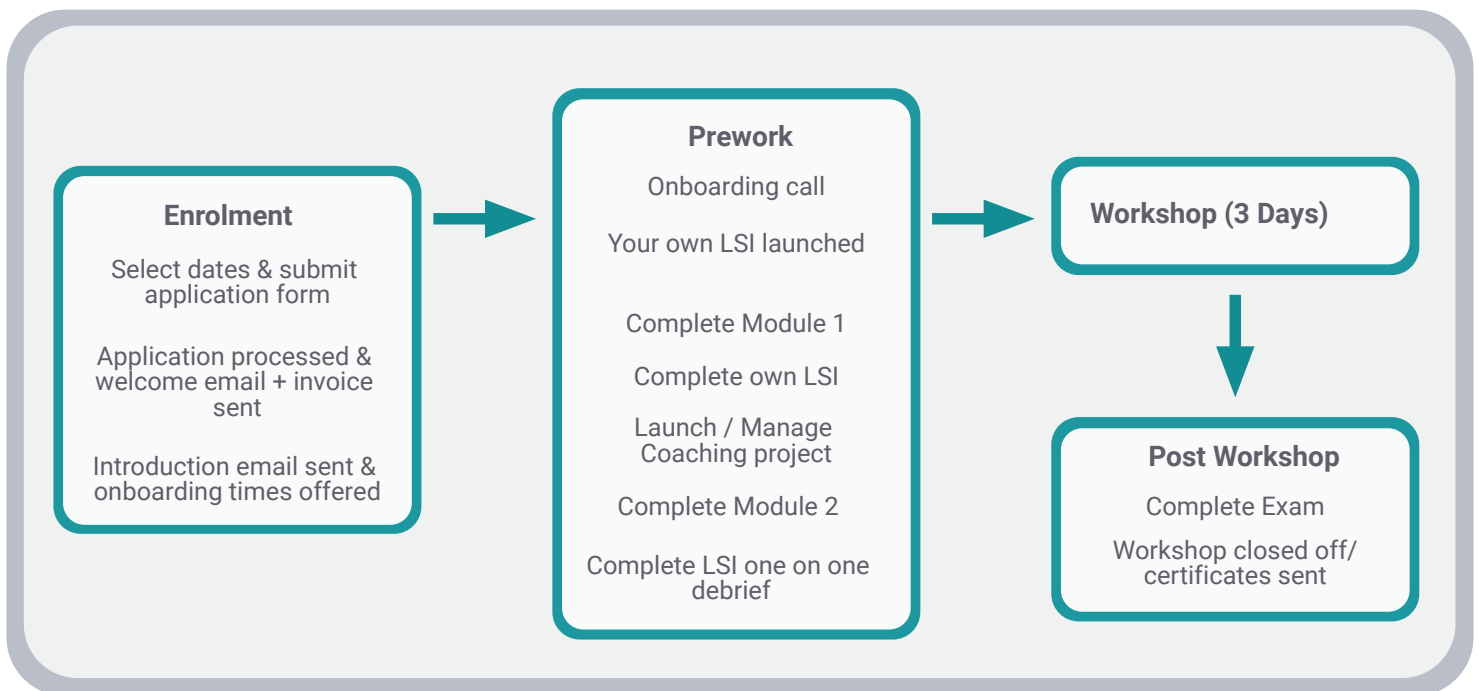 Enrolment
Select dates & submit
application form
Application processed &
welcome email + invoice
sent
Introduction email sent &
onboarding times offered
Prework
Onboarding call
Your own LSI launched
Complete Module 1
Complete own LSI
Launch / Manage
Coaching project
Complete Module 2
Complete LSI one on one
debrief
Workshop (3 Days)
Post Workshop
Complete Exam
Workshop closed off/
certificates sent